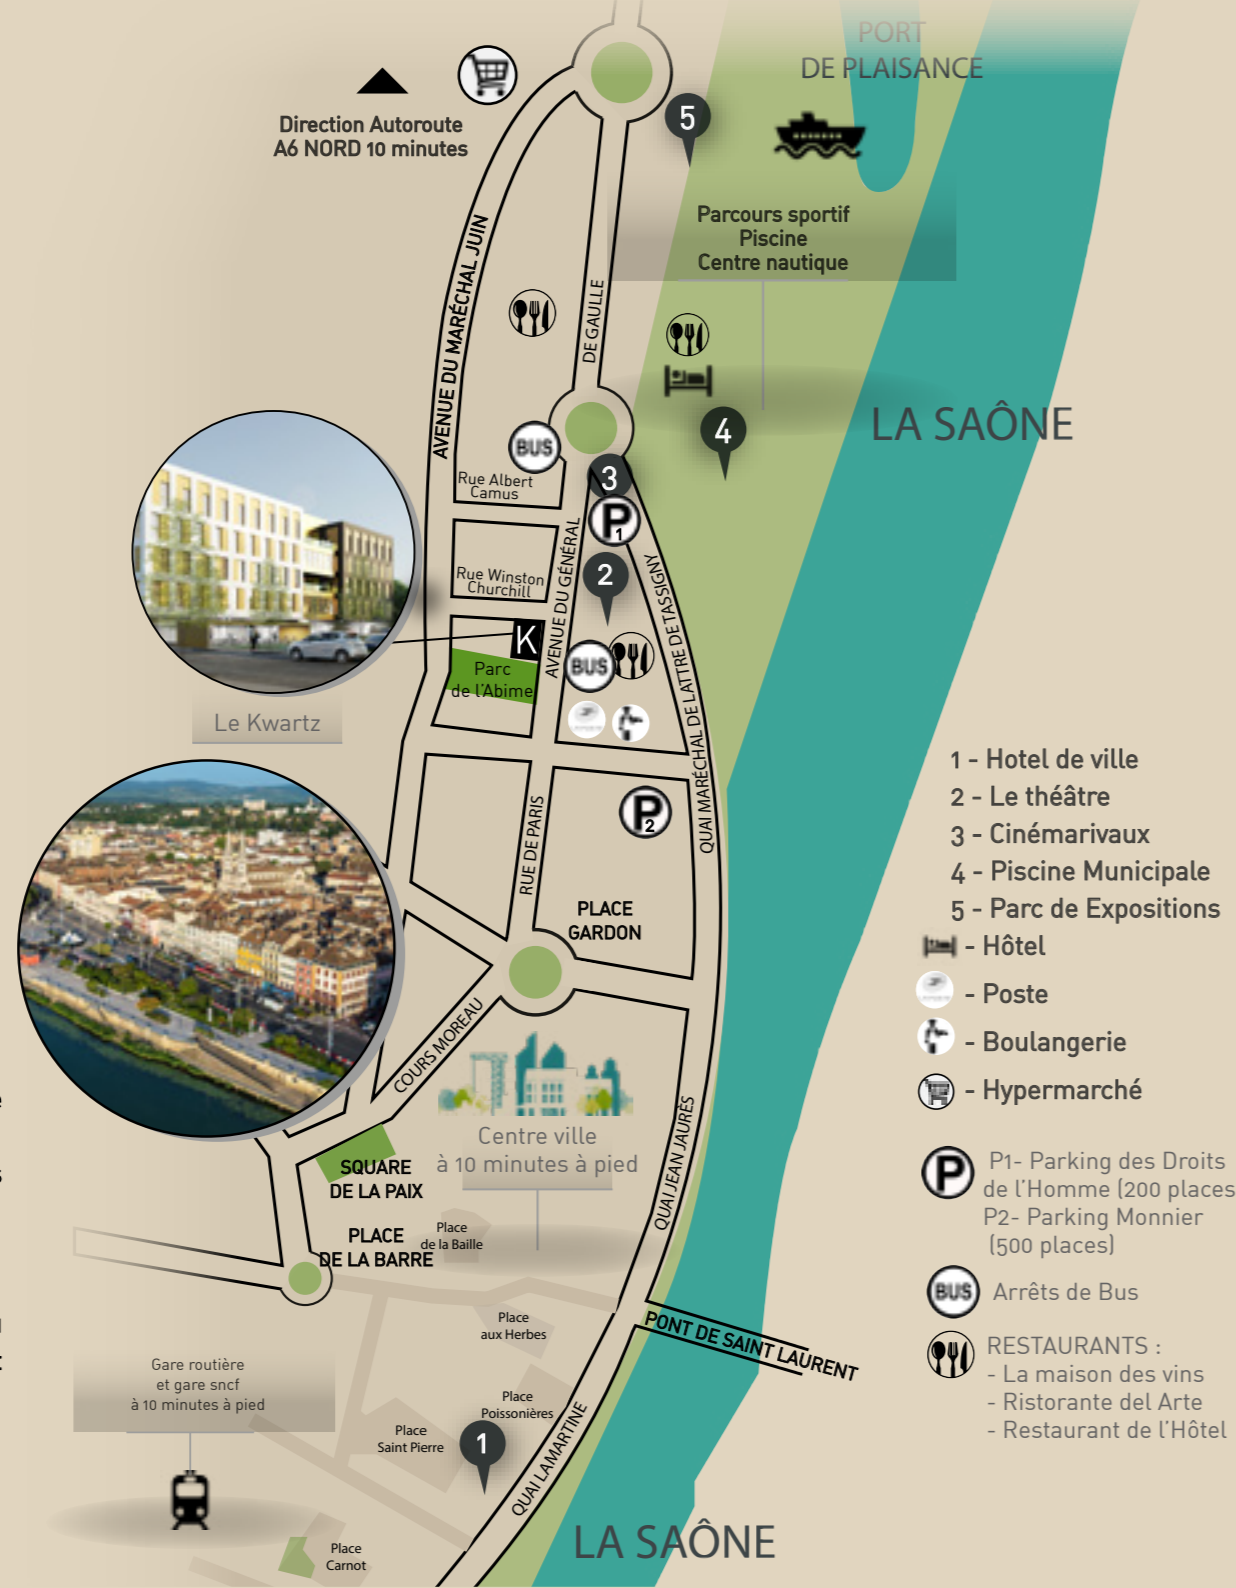 PORT
DE PLAISANCE
Direction Autoroute
A6 NORD 10 minutes
5
Parcours sportif
Piscine
Centre nautique
AVENUE DU MARÉCHAL JUIN
DE GAULLE
LA SAÔNE
4
BUS
Rue Albert
Camus
3
P
1
AVENUE DU GÉNÉRAL
2
Rue Winston
Churchill
QUAI MARÉCHAL DE LATTRE DE TASSIGNY
K
Parc
de l'Abime
BUS
Le Kwartz
P
2
RUE DE PARIS
PLACE
GARDON
COURS MOREAU
Centre ville
à 10 minutes à pied
QUAI JEAN JAURÈS
SQUARE
DE LA PAIX
PLACE
DE LA BARRE
Place
de la Baille
Place
aux Herbes
PONT DE SAINT LAURENT
Gare routière
et gare sncf
à 10 minutes à pied
Place
Poissonières
Place
Saint Pierre
1
QUAI LAMARTINE
Place
Carnot
LA SAÔNE
1 - Hotel de ville
2 - Le théâtre
3 - Cinémarivaux
4 - Piscine Municipale
5 - Parc de Expositions
- Hôtel
- Poste
- Boulangerie
- Hypermarché
P
P1- Parking des Droits
de l'Homme (200 places
P2- Parking Monnier
(500 places)
BUS
Arrêts de Bus
RESTAURANTS :
- La maison des vins
- Ristorante del Arte
- Restaurant de l'Hôtel